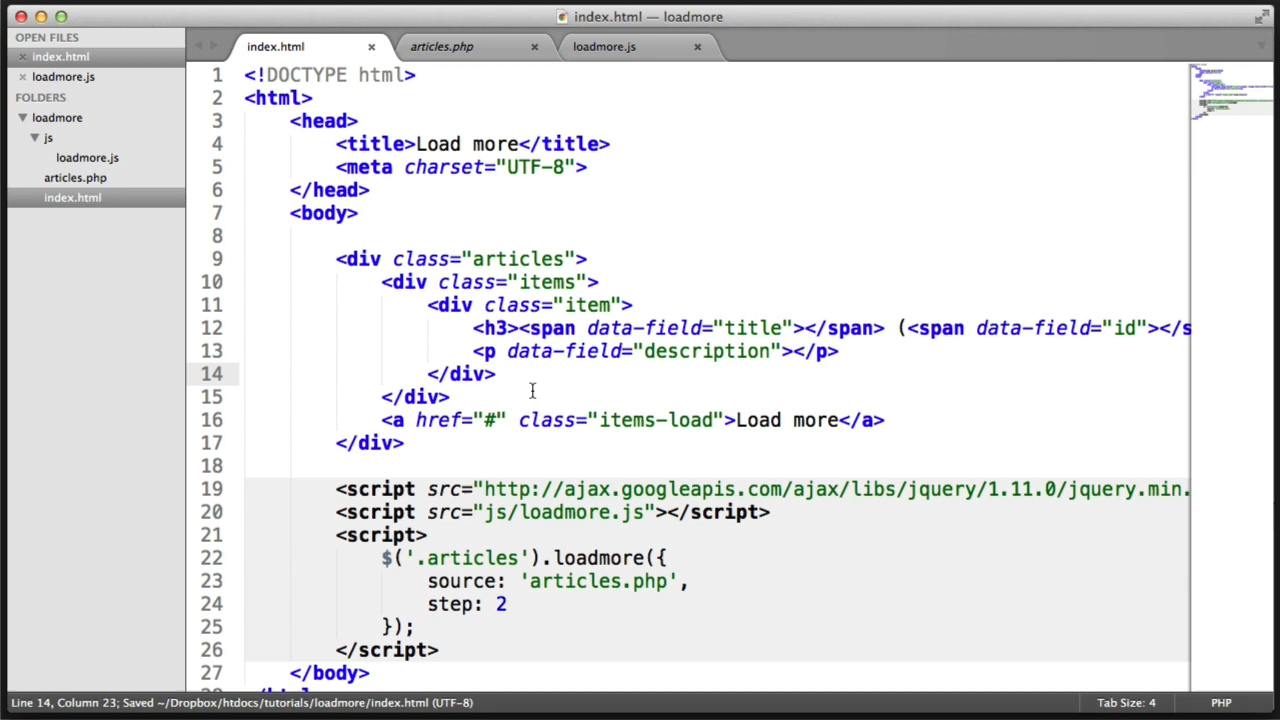 index.html — loadmore
OPEN FILES
index.html
loadmore.js
FOLDERS
loadmore
js
loadmore.js
articles.php
index.html
index.html
articles.php
loadmore.js
1 <!DOCTYPE html>
2 <html>
3 <head>
4 <title>Load more</title>
5 <meta charset="UTF-8">
6 </head>
7 <body>
8
9 <div class="articles">
10 <div class="items">
11 <div class="item">
12 <h3><span data-field="title"></span> (<span data-field="id"></s
13 <p data-field="description"></p>
14 </div>
15 </div>
16 <a href="#" class="items-load">Load more</a>
17 </div>
18
19 <script src="http://ajax.googleapis.com/ajax/libs/jquery/1.11.0/jquery.min.
20 <script src="js/loadmore.js"></script>
21 <script>
22 $('.articles').loadmore({
23 source: 'articles.php',
24 step: 2
25 });
26 </script>
27 </body>
Line 14, Column 23; Saved ~/Dropbox/htdocs/tutorials/loadmore/index.html (UTF-8)
Tab Size: 4
PHP